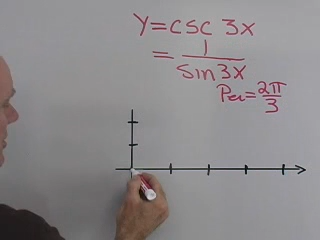 Y = csc 3x
= 1/sin 3x
Per = 2π/3